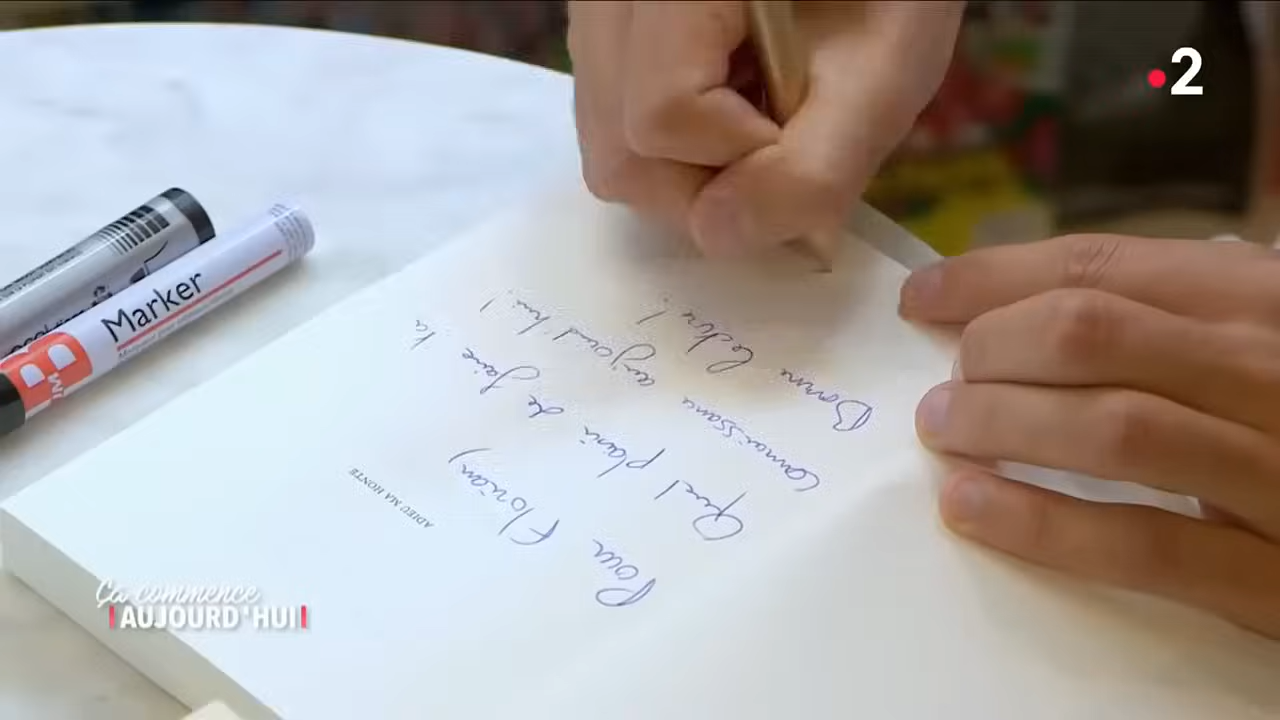 2
Marker
BM
ADIEU MA HONTE
Pour Florian,
Quel plaisir de faire ta
connaissance aujourd'hui !
Bonne lecture !
Ça commence
AUJOURD'HUI